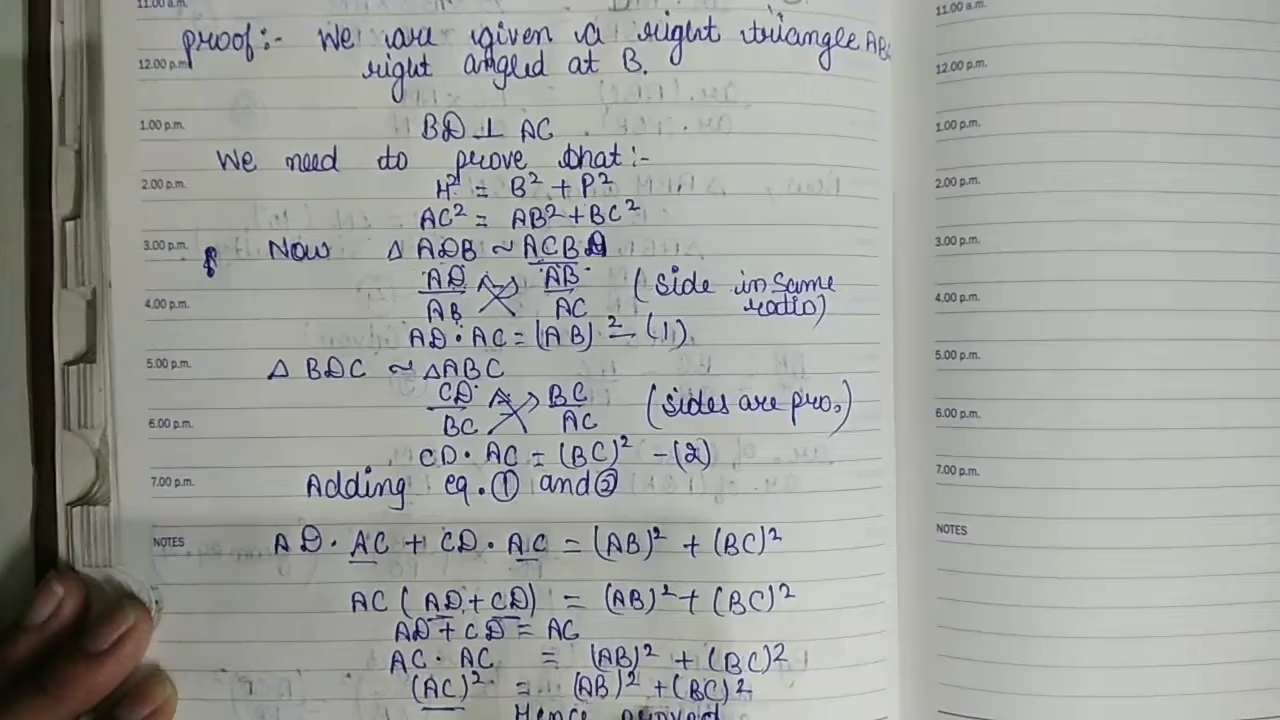 11.00 a.m.
proof:- We are given a right triangle ABC
12.00 p.m.
right angled at B.
1.00 p.m.
BD ⊥ AC
We need to prove that:-
2.00 p.m.
H² = B² + P²
AC² = AB² + BC²
3.00 p.m.
Now △ ADB ~ ACBD
AD/AB AB/AC (side in same
4.00 p.m.
ratio)
AD·AC = (AB)² – (1)
5.00 p.m.
△ BDC ~ △ABC
CD/BC BC/AC (sides are pro.)
6.00 p.m.
CD·AC = (BC)² – (2)
7.00 p.m.
Adding eq. ① and ②
NOTES
AD·AC + CD·AC = (AB)² + (BC)²
AC (AD + CD) = (AB)² + (BC)²
AD + CD = AC
AC·AC = (AB)² + (BC)²
(AC)² = (AB)² + (BC)²
Hence
11.00 a.m.
12.00 p.m.
1.00 p.m.
2.00 p.m.
3.00 p.m.
4.00 p.m.
5.00 p.m.
6.00 p.m.
7.00 p.m.
NOTES